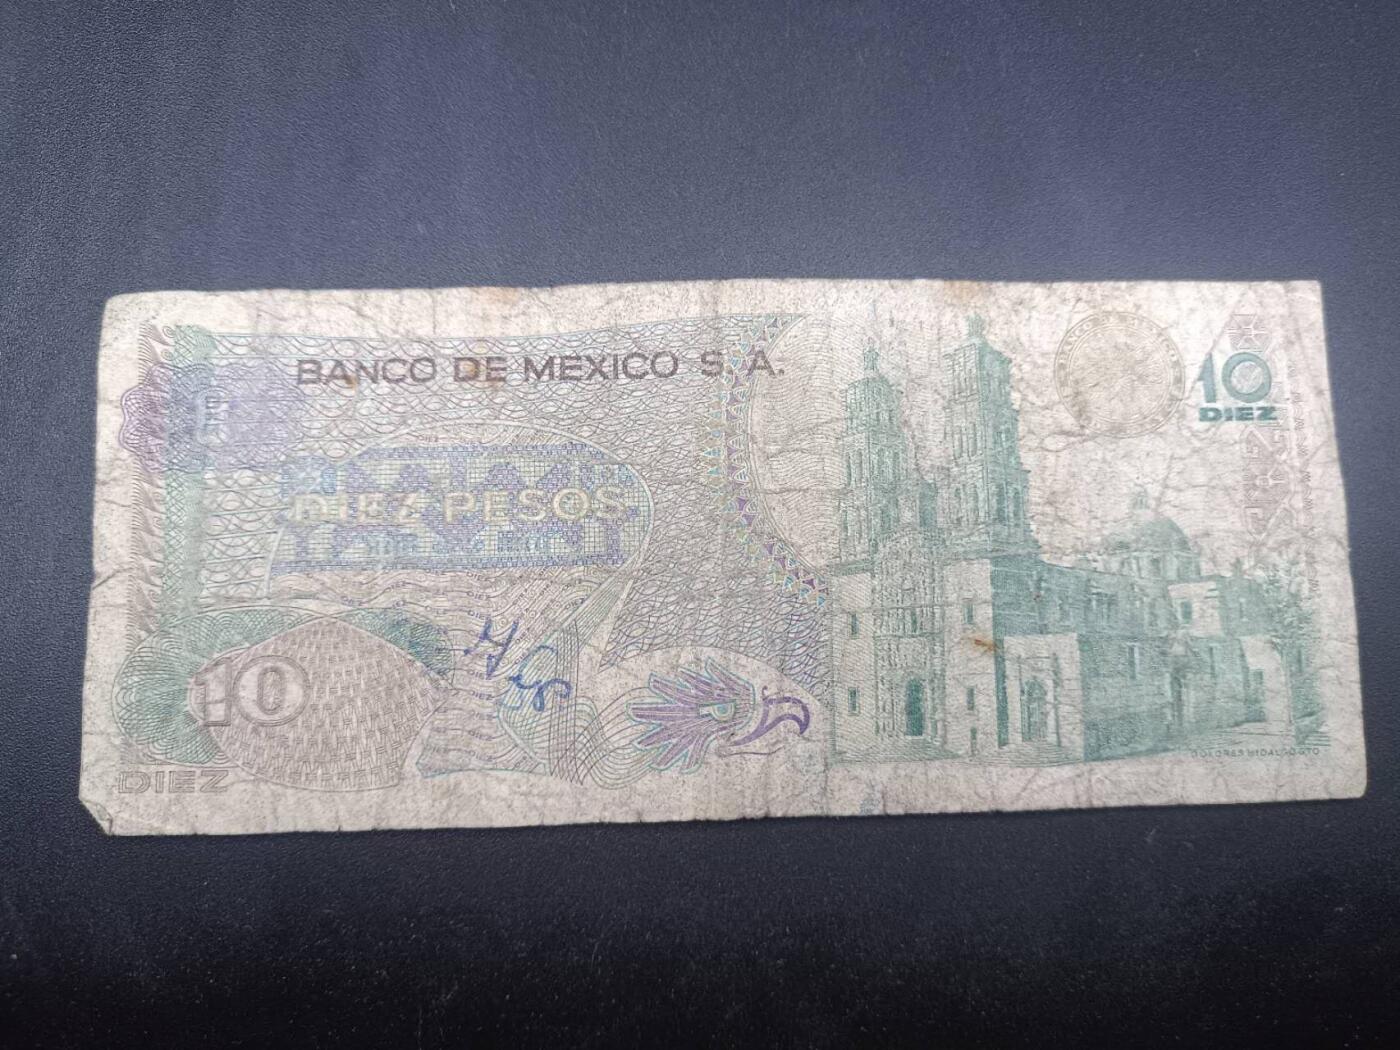 BANCO DE MEXICO S. A.
10
DIEZ
DIEZ PESOS
10
DIEZ
DOLORES HIDALGO GTO